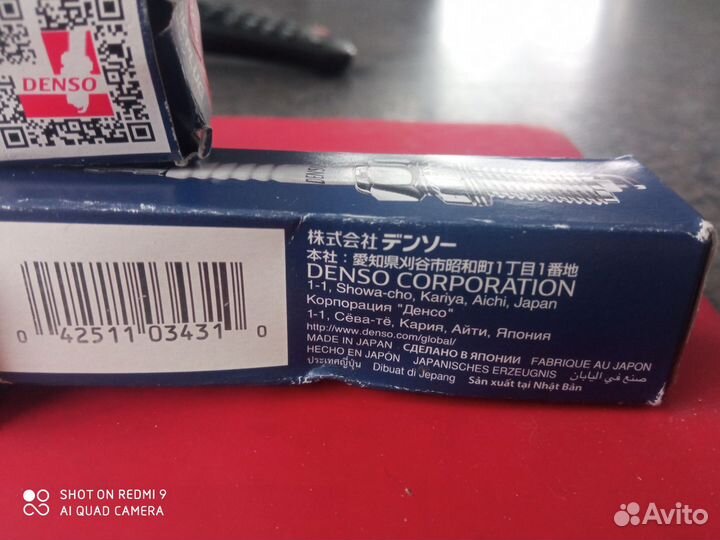 DENSO
DENSO
株式会社 デンソー
本社：愛知県刈谷市昭和町1丁目1番地
DENSO CORPORATION
1-1, Showa-cho, Kariya, Aichi, Japan
Корпорация "Денсо"
1-1, Сёва-тё, Кария, Айти, Япония
http://www.denso.com/global/
MADE IN JAPAN СДЕЛАНО В ЯПОНИИ FABRIQUE AU JAPON
HECHO EN JAPÓN JAPANISCHES ERZEUGNIS صنع في اليابان
ประเทศญี่ปุ่น Dibuat di Jepang Sản xuất tại Nhật Bản
0 42511 03431 0
SHOT ON REDMI 9
AI QUAD CAMERA
Avito